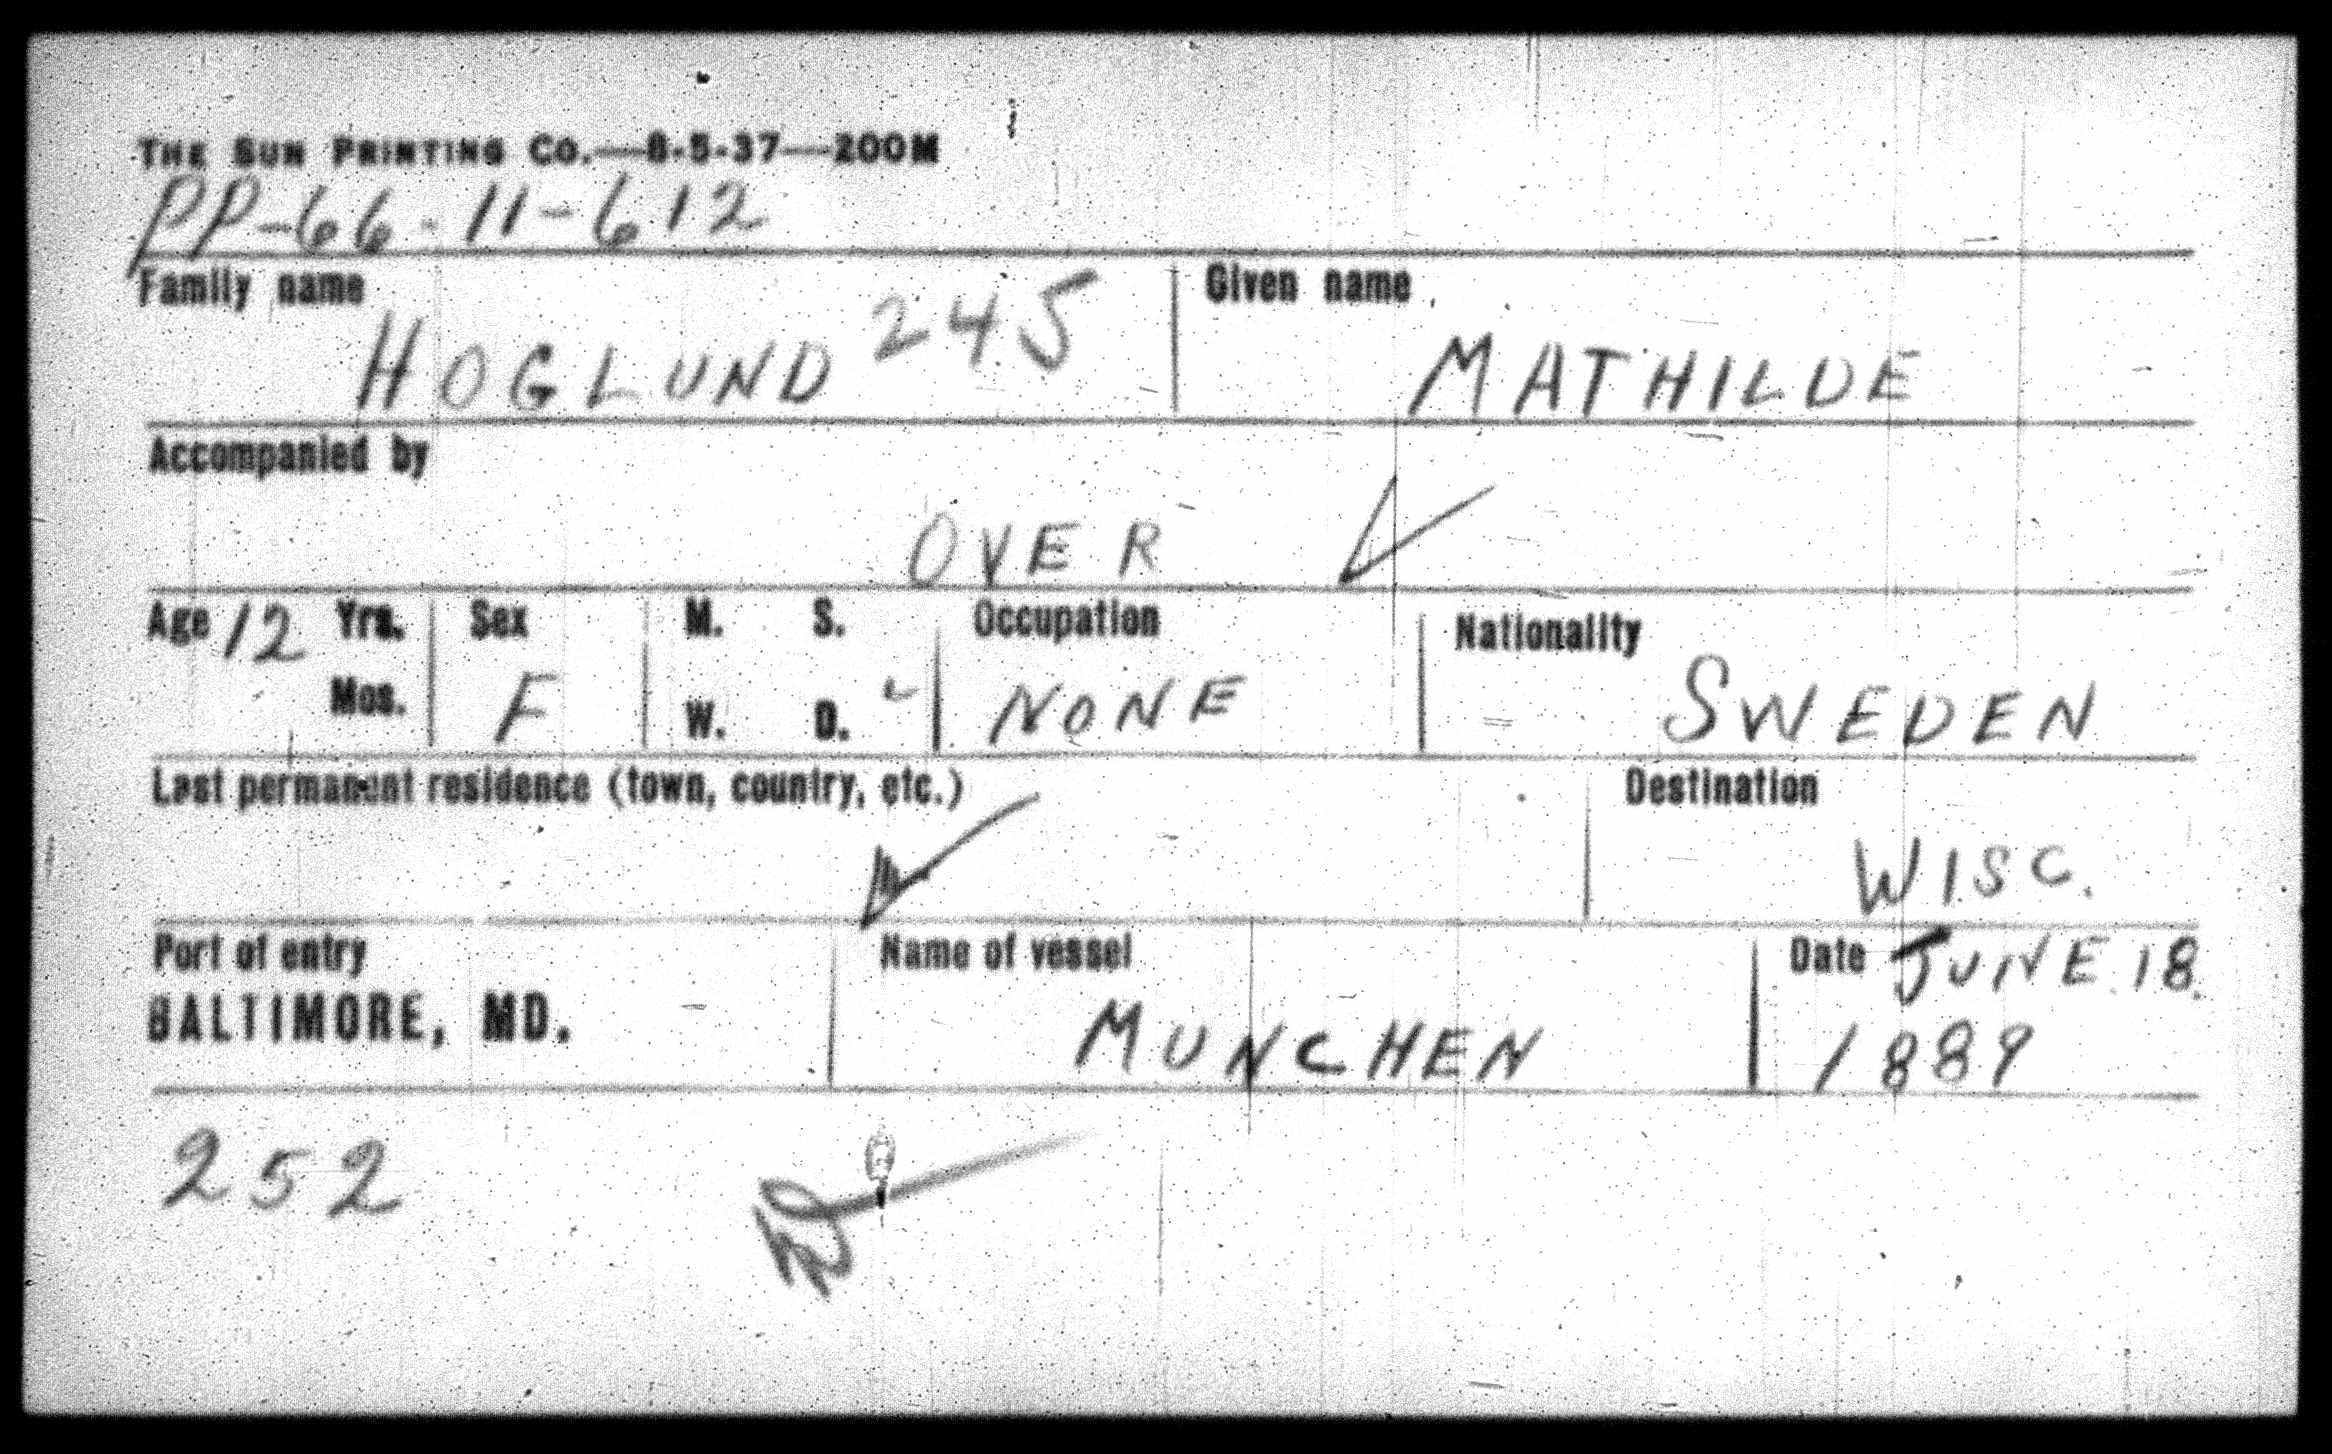 THE SUN PRINTING CO.—8-5-37—200M
PP-66-11-612
Family name Given name
HOGLUND 245 MATHILDE
Accompanied by
OVER
Age 12 Yrs. Sex M. S. Occupation Nationality
Mos. F W. D. NONE SWEDEN
Last permanent residence (town, country, etc.) Destination
WISC.
Port of entry Name of vessel Date JUNE 18.
BALTIMORE, MD. MUNCHEN 1889
252